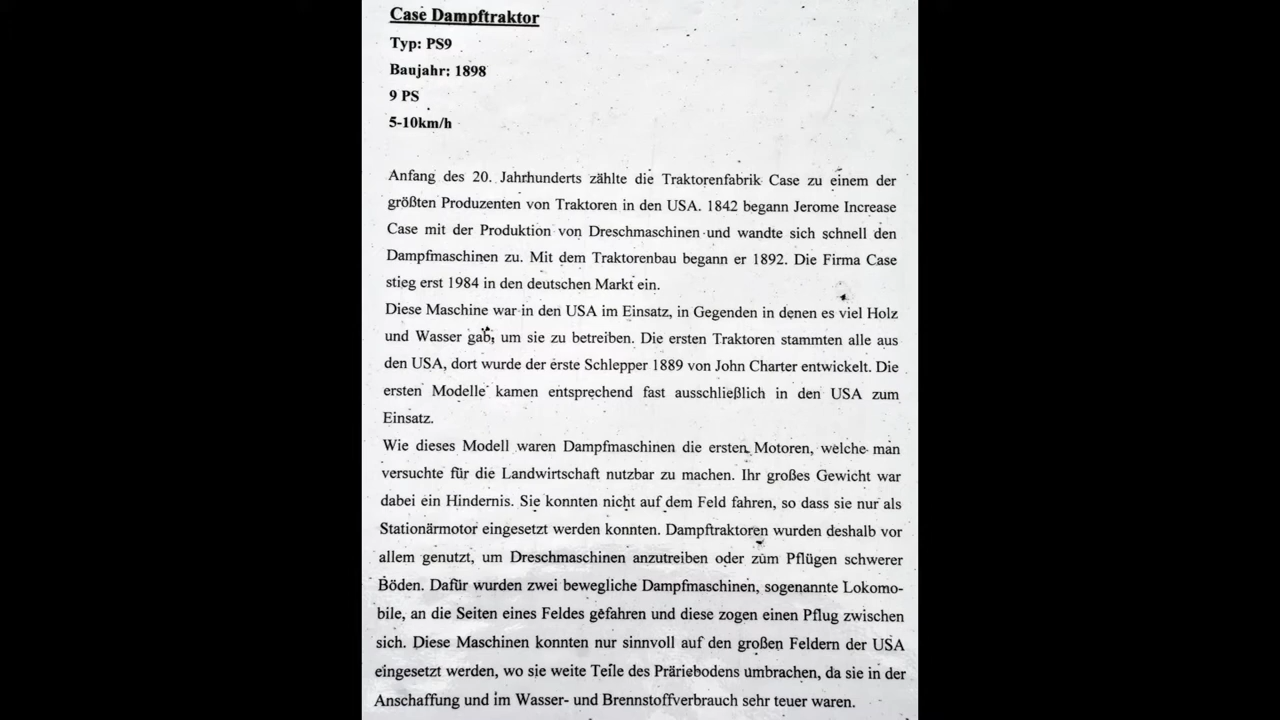 Case Dampftraktor
Typ: PS9
Baujahr: 1898
9 PS
5-10km/h
Anfang des 20. Jahrhunderts zählte die Traktorenfabrik Case zu einem der
größten Produzenten von Traktoren in den USA. 1842 begann Jerome Increase
Case mit der Produktion von Dreschmaschinen und wandte sich schnell den
Dampfmaschinen zu. Mit dem Traktorenbau begann er 1892. Die Firma Case
stieg erst 1984 in den deutschen Markt ein.
Diese Maschine war in den USA im Einsatz, in Gegenden in denen es viel Holz
und Wasser gab, um sie zu betreiben. Die ersten Traktoren stammten alle aus
den USA, dort wurde der erste Schlepper 1889 von John Charter entwickelt. Die
ersten Modelle kamen entsprechend fast ausschließlich in den USA zum
Einsatz.
Wie dieses Modell waren Dampfmaschinen die ersten Motoren, welche man
versuchte für die Landwirtschaft nutzbar zu machen. Ihr großes Gewicht war
dabei ein Hindernis. Sie konnten nicht auf dem Feld fahren, so dass sie nur als
Stationärmotor eingesetzt werden konnten. Dampftraktoren wurden deshalb vor
allem genutzt, um Dreschmaschinen anzutreiben oder zum Pflügen schwerer
Böden. Dafür wurden zwei bewegliche Dampfmaschinen, sogenannte Lokomo-
bile, an die Seiten eines Feldes gefahren und diese zogen einen Pflug zwischen
sich. Diese Maschinen konnten nur sinnvoll auf den großen Feldern der USA
eingesetzt werden, wo sie weite Teile des Präriebodens umbrachen, da sie in der
Anschaffung und im Wasser- und Brennstoffverbrauch sehr teuer waren.